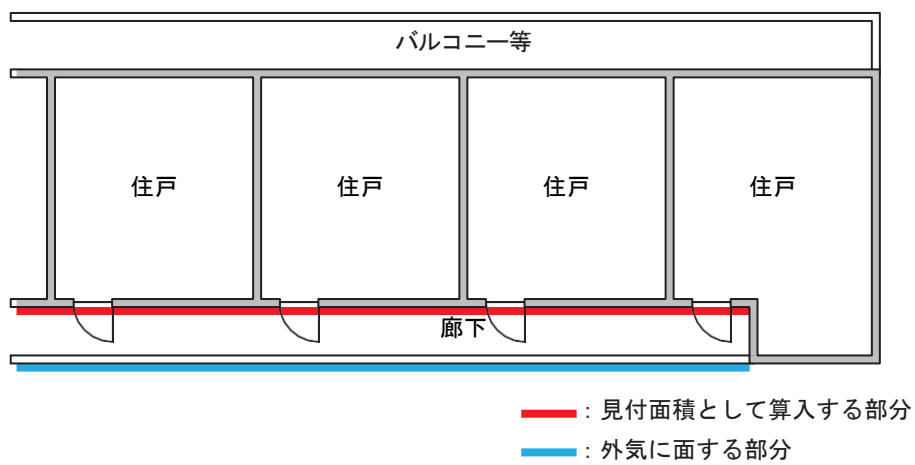 バルコニー等
住戸
住戸
住戸
住戸
廊下
：見付面積として算入する部分
：外気に面する部分